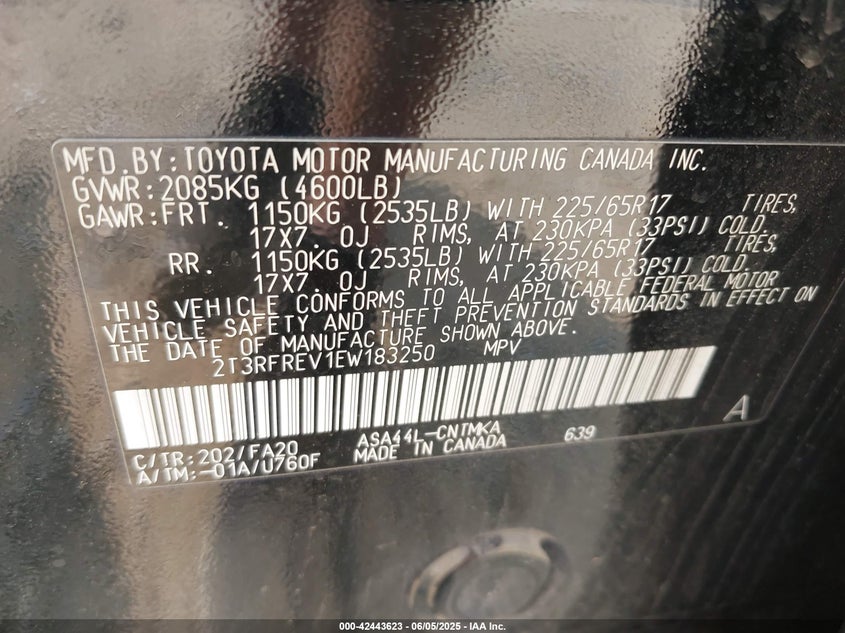 MFD.BY:TOYOTA MOTOR MANUFACTURING CANADA INC.
GVWR:2085KG (4600LB)
GAWR:FRT. 1150KG (2535LB) WITH 225/65R17 TIRES,
17X7.0J RIMS, AT 230KPA (33PSI) COLD.
RR. 1150KG (2535LB) WITH 225/65R17 TIRES,
17X7.0J RIMS, AT 230KPA (33PSI) COLD.
THIS VEHICLE CONFORMS TO ALL APPLICABLE FEDERAL MOTOR
VEHICLE SAFETY AND THEFT PREVENTION STANDARDS IN EFFECT ON
THE DATE OF MANUFACTURE SHOWN ABOVE.
2T3RFREV1EW183250 MPV
A
C/TR:202/FA20 ASA44L-CNTMKA 639
A/TM:-01A/U760F MADE IN CANADA
000-42443623 - 06/05/2025 - IAA Inc.